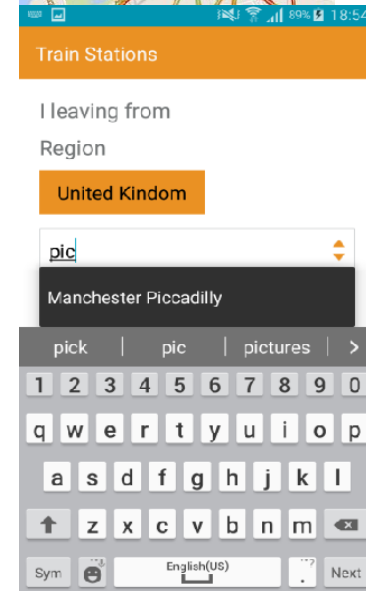 89% 18:54
Train Stations
I leaving from
Region
United Kindom
pic
Manchester Piccadilly
pick | pic | pictures | >
1 2 3 4 5 6 7 8 9 0
q w e r t y u i o p
a s d f g h j k l
z x c v b n m
Sym English(US) . Next